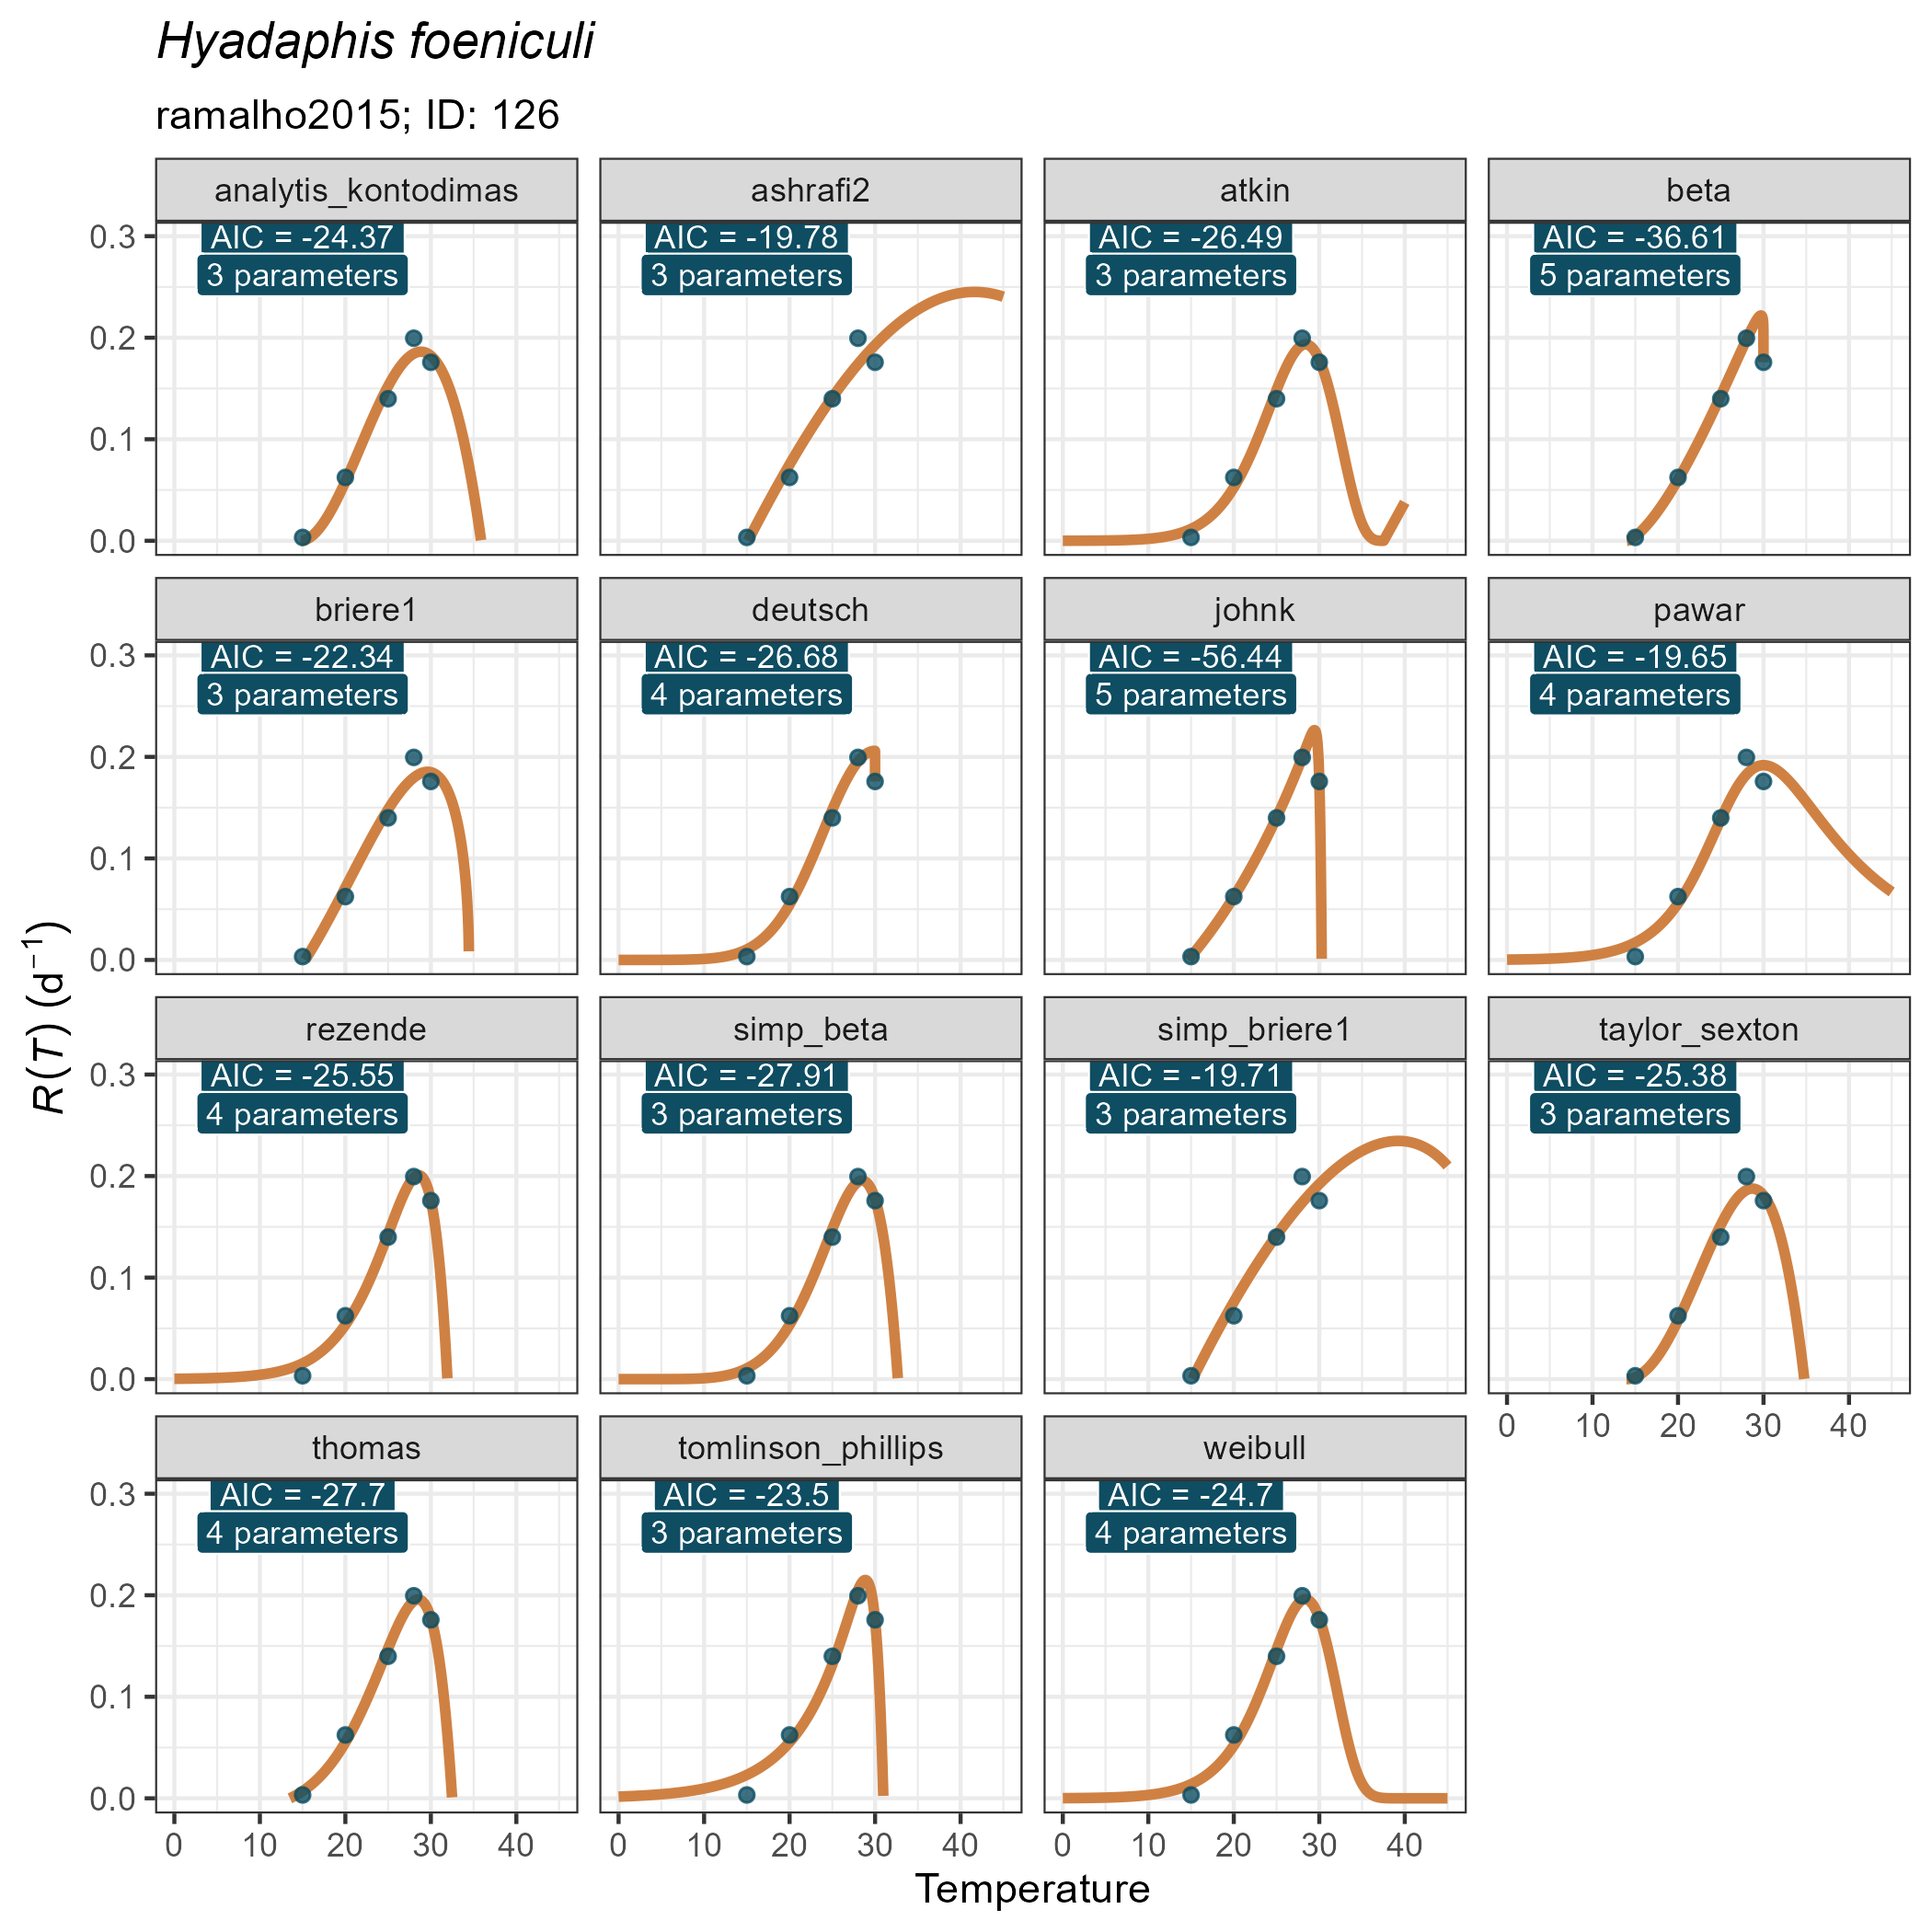 Hyadaphis foeniculi
ramalho2015; ID: 126
analytis_kontodimas
ashrafi2
atkin
beta
AIC = -24.37
3 parameters
AIC = -19.78
3 parameters
AIC = -26.49
3 parameters
AIC = -36.61
5 parameters
0.3
0.2
0.1
0.0
briere1
deutsch
johnk
pawar
AIC = -22.34
3 parameters
AIC = -26.68
4 parameters
AIC = -56.44
5 parameters
AIC = -19.65
4 parameters
0.3
0.2
0.1
0.0
rezende
simp_beta
simp_briere1
taylor_sexton
AIC = -25.55
4 parameters
AIC = -27.91
3 parameters
AIC = -19.71
3 parameters
AIC = -25.38
3 parameters
0.3
0.2
0.1
0.0
0 10 20 30 40
thomas
tomlinson_phillips
weibull
AIC = -27.7
4 parameters
AIC = -23.5
3 parameters
AIC = -24.7
4 parameters
0.3
0.2
0.1
0.0
0 10 20 30 40
0 10 20 30 40
0 10 20 30 40
Temperature
R(T) (d⁻¹)